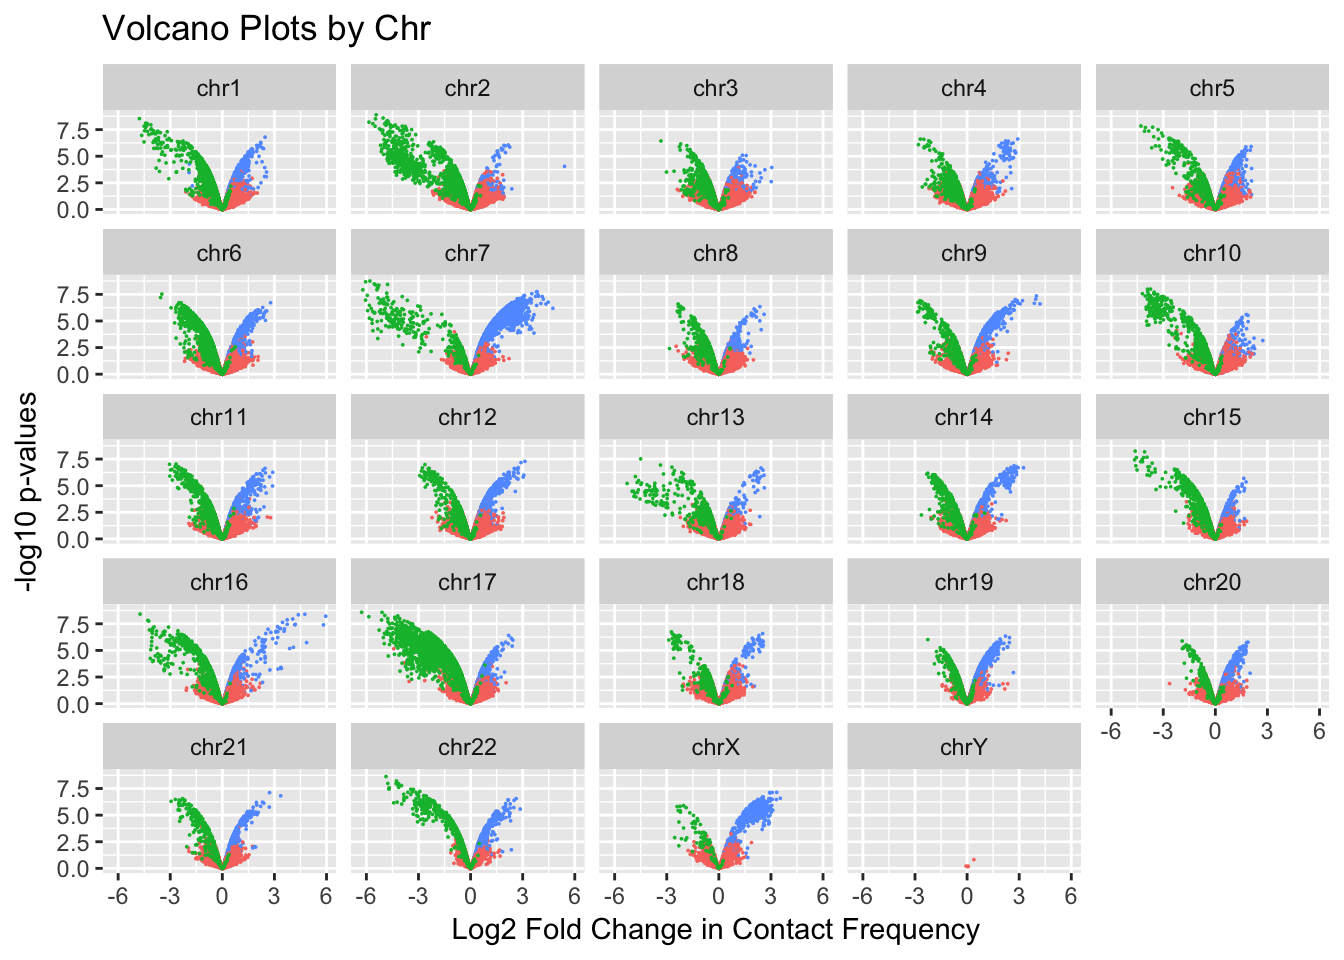 Volcano Plots by Chr
chr1 chr2 chr3 chr4 chr5
7.5
5.0
2.5
0.0
chr6 chr7 chr8 chr9 chr10
7.5
5.0
2.5
0.0
chr11 chr12 chr13 chr14 chr15
7.5
5.0
2.5
0.0
chr16 chr17 chr18 chr19 chr20
7.5
5.0
2.5
0.0
-6 -3 0 3 6
chr21 chr22 chrX chrY
7.5
5.0
2.5
0.0
-6 -3 0 3 6 -6 -3 0 3 6 -6 -3 0 3 6 -6 -3 0 3 6
Log2 Fold Change in Contact Frequency
-log10 p-values